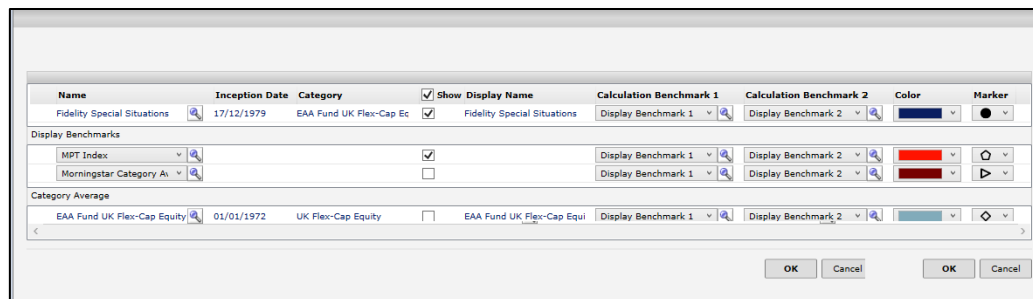 Name Inception Date Category Show Display Name Calculation Benchmark 1 Calculation Benchmark 2 Color Marker
Fidelity Special Situations 17/12/1979 EAA Fund UK Flex-Cap Ec Fidelity Special Situations Display Benchmark 1 Display Benchmark 2
Display Benchmarks
MPT Index Display Benchmark 1 Display Benchmark 2
Morningstar Category Av Display Benchmark 1 Display Benchmark 2
Category Average
EAA Fund UK Flex-Cap Equity 01/01/1972 UK Flex-Cap Equity EAA Fund UK Flex-Cap Equi Display Benchmark 1 Display Benchmark 2
OK Cancel OK Cancel